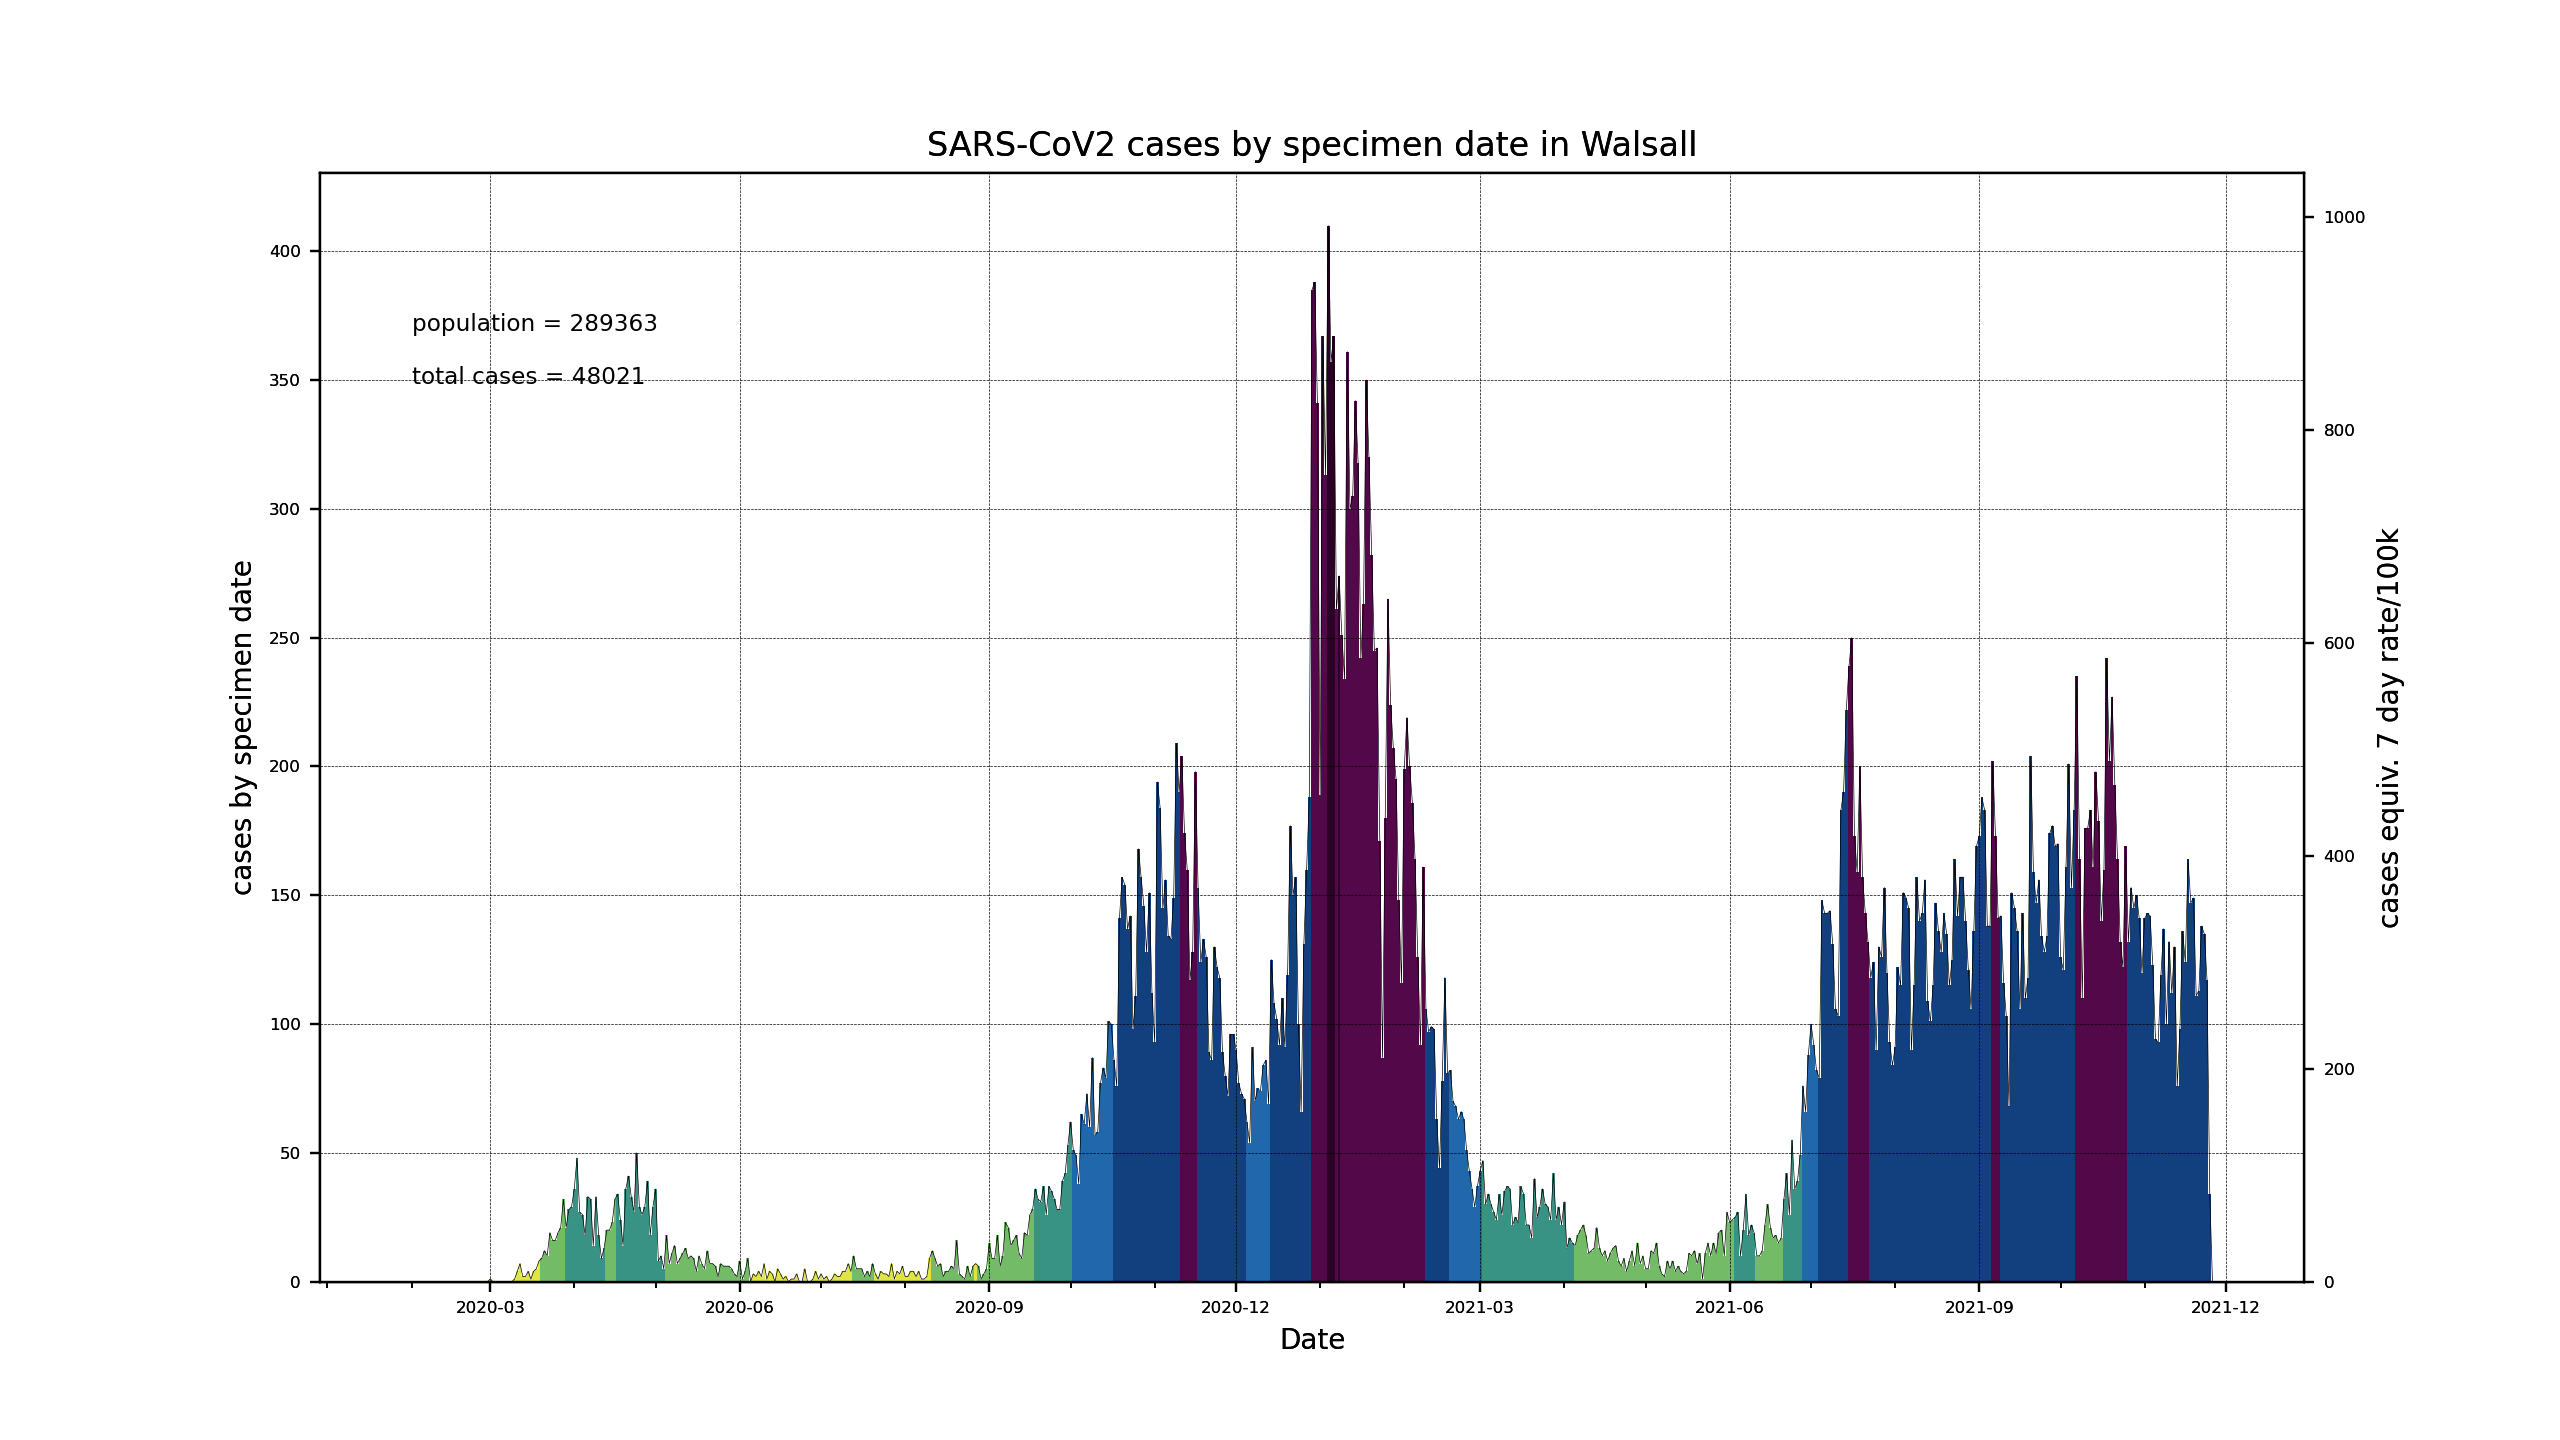 SARS-CoV2 cases by specimen date in Walsall
population = 289363
total cases = 48021
cases by specimen date
400
350
300
250
200
150
100
50
0
1000
800
600
400
200
0
cases equiv. 7 day rate/100k
2020-03 2020-06 2020-09 2020-12 2021-03 2021-06 2021-09 2021-12
Date